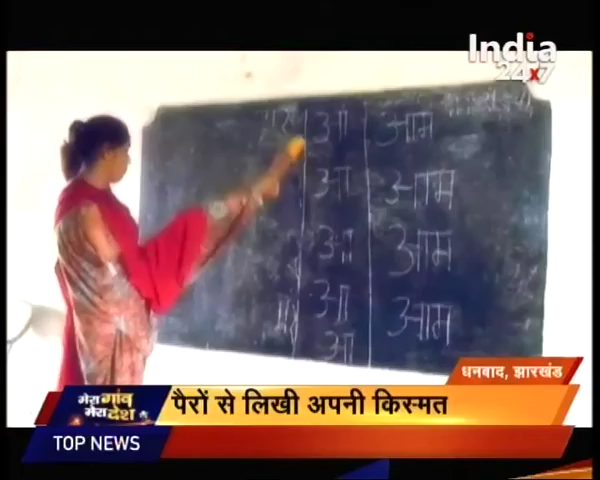 India
24x7
आ आम
आ आम
आ आम
आ आम
आ
धनबाद, झारखंड
मेरा गांव
मेरा देश
पैरों से लिखी अपनी किस्मत
TOP NEWS